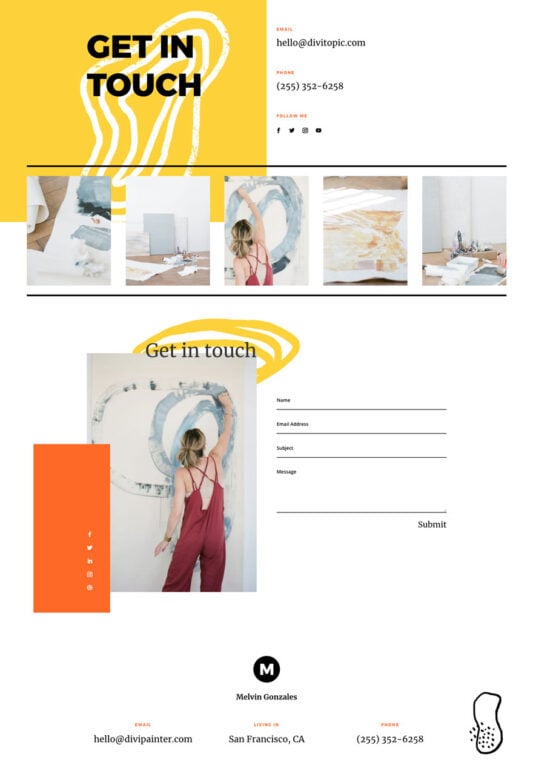 GET IN
TOUCH
EMAIL
hello@divitopic.com
PHONE
(255) 352-6258
FOLLOW ME
Get in touch
Name
Email Address
Subject
Message
Submit
M
Melvin Gonzales
EMAIL
hello@divipainter.com
LIVING IN
San Francisco, CA
PHONE
(255) 352-6258